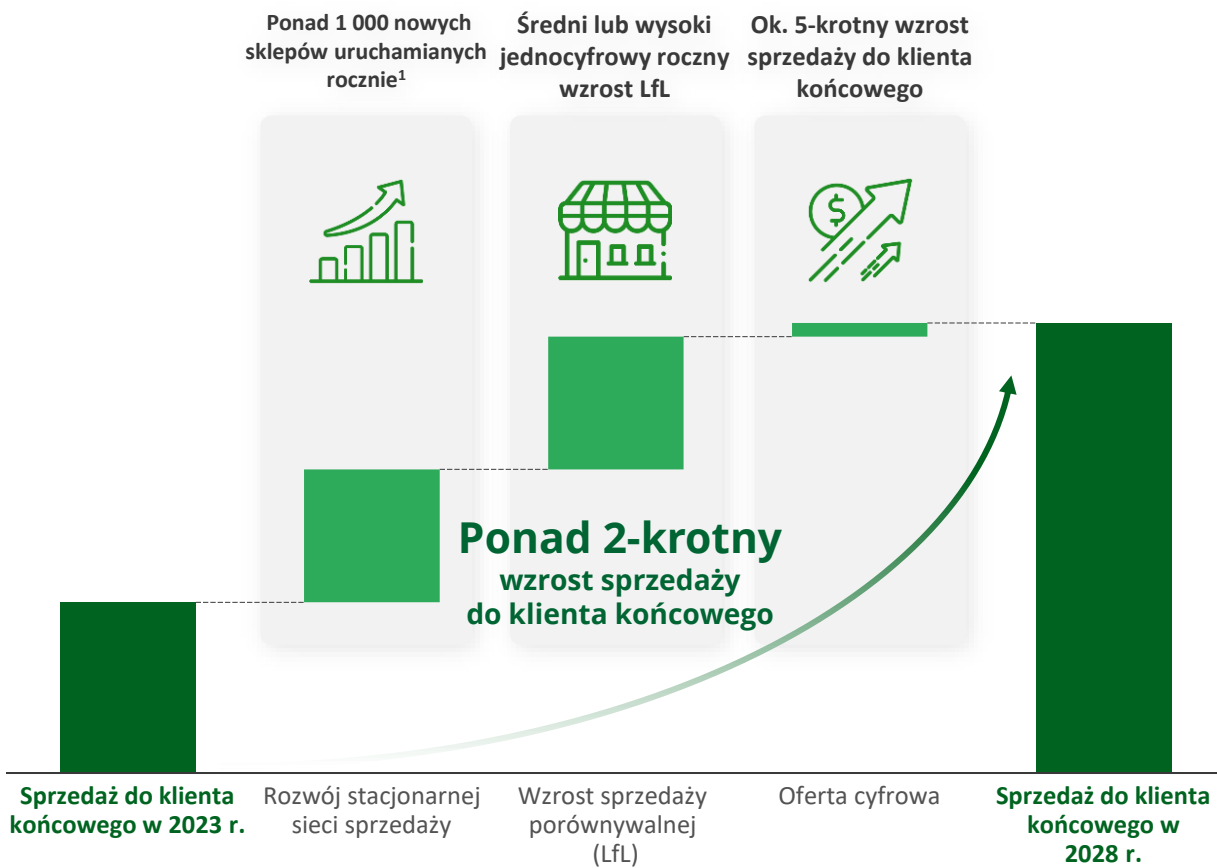 Ponad 1 000 nowych
sklepów uruchamianych
rocznie¹
Średni lub wysoki
jednocyfrowy roczny
wzrost LfL
Ok. 5-krotny wzrost
sprzedaży do klienta
końcowego
$
Ponad 2-krotny
wzrost sprzedaży
do klienta końcowego
Sprzedaż do klienta
końcowego w 2023 r.
Rozwój stacjonarnej
sieci sprzedaży
Wzrost sprzedaży
porównywalnej
(LfL)
Oferta cyfrowa
Sprzedaż do klienta
końcowego w
2028 r.